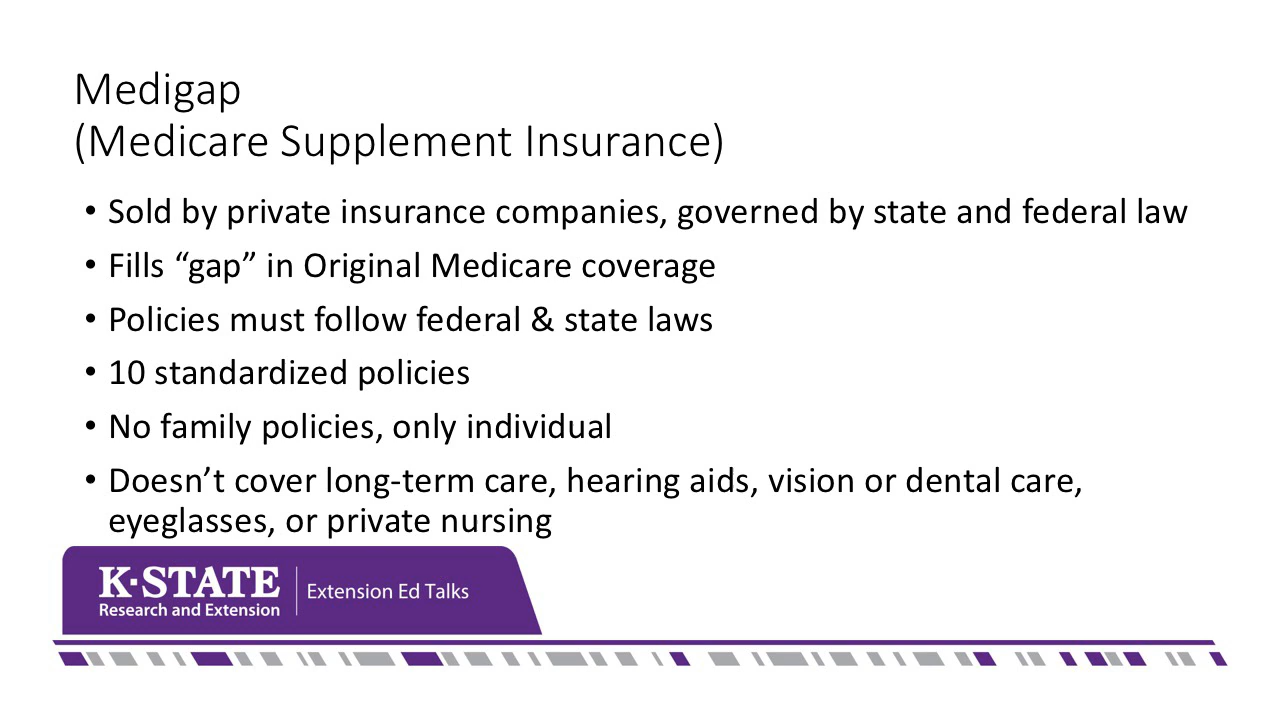 Medigap
(Medicare Supplement Insurance)
• Sold by private insurance companies, governed by state and federal law
• Fills “gap” in Original Medicare coverage
• Policies must follow federal & state laws
• 10 standardized policies
• No family policies, only individual
• Doesn’t cover long-term care, hearing aids, vision or dental care,
eyeglasses, or private nursing
K·STATE
Research and Extension
Extension Ed Talks